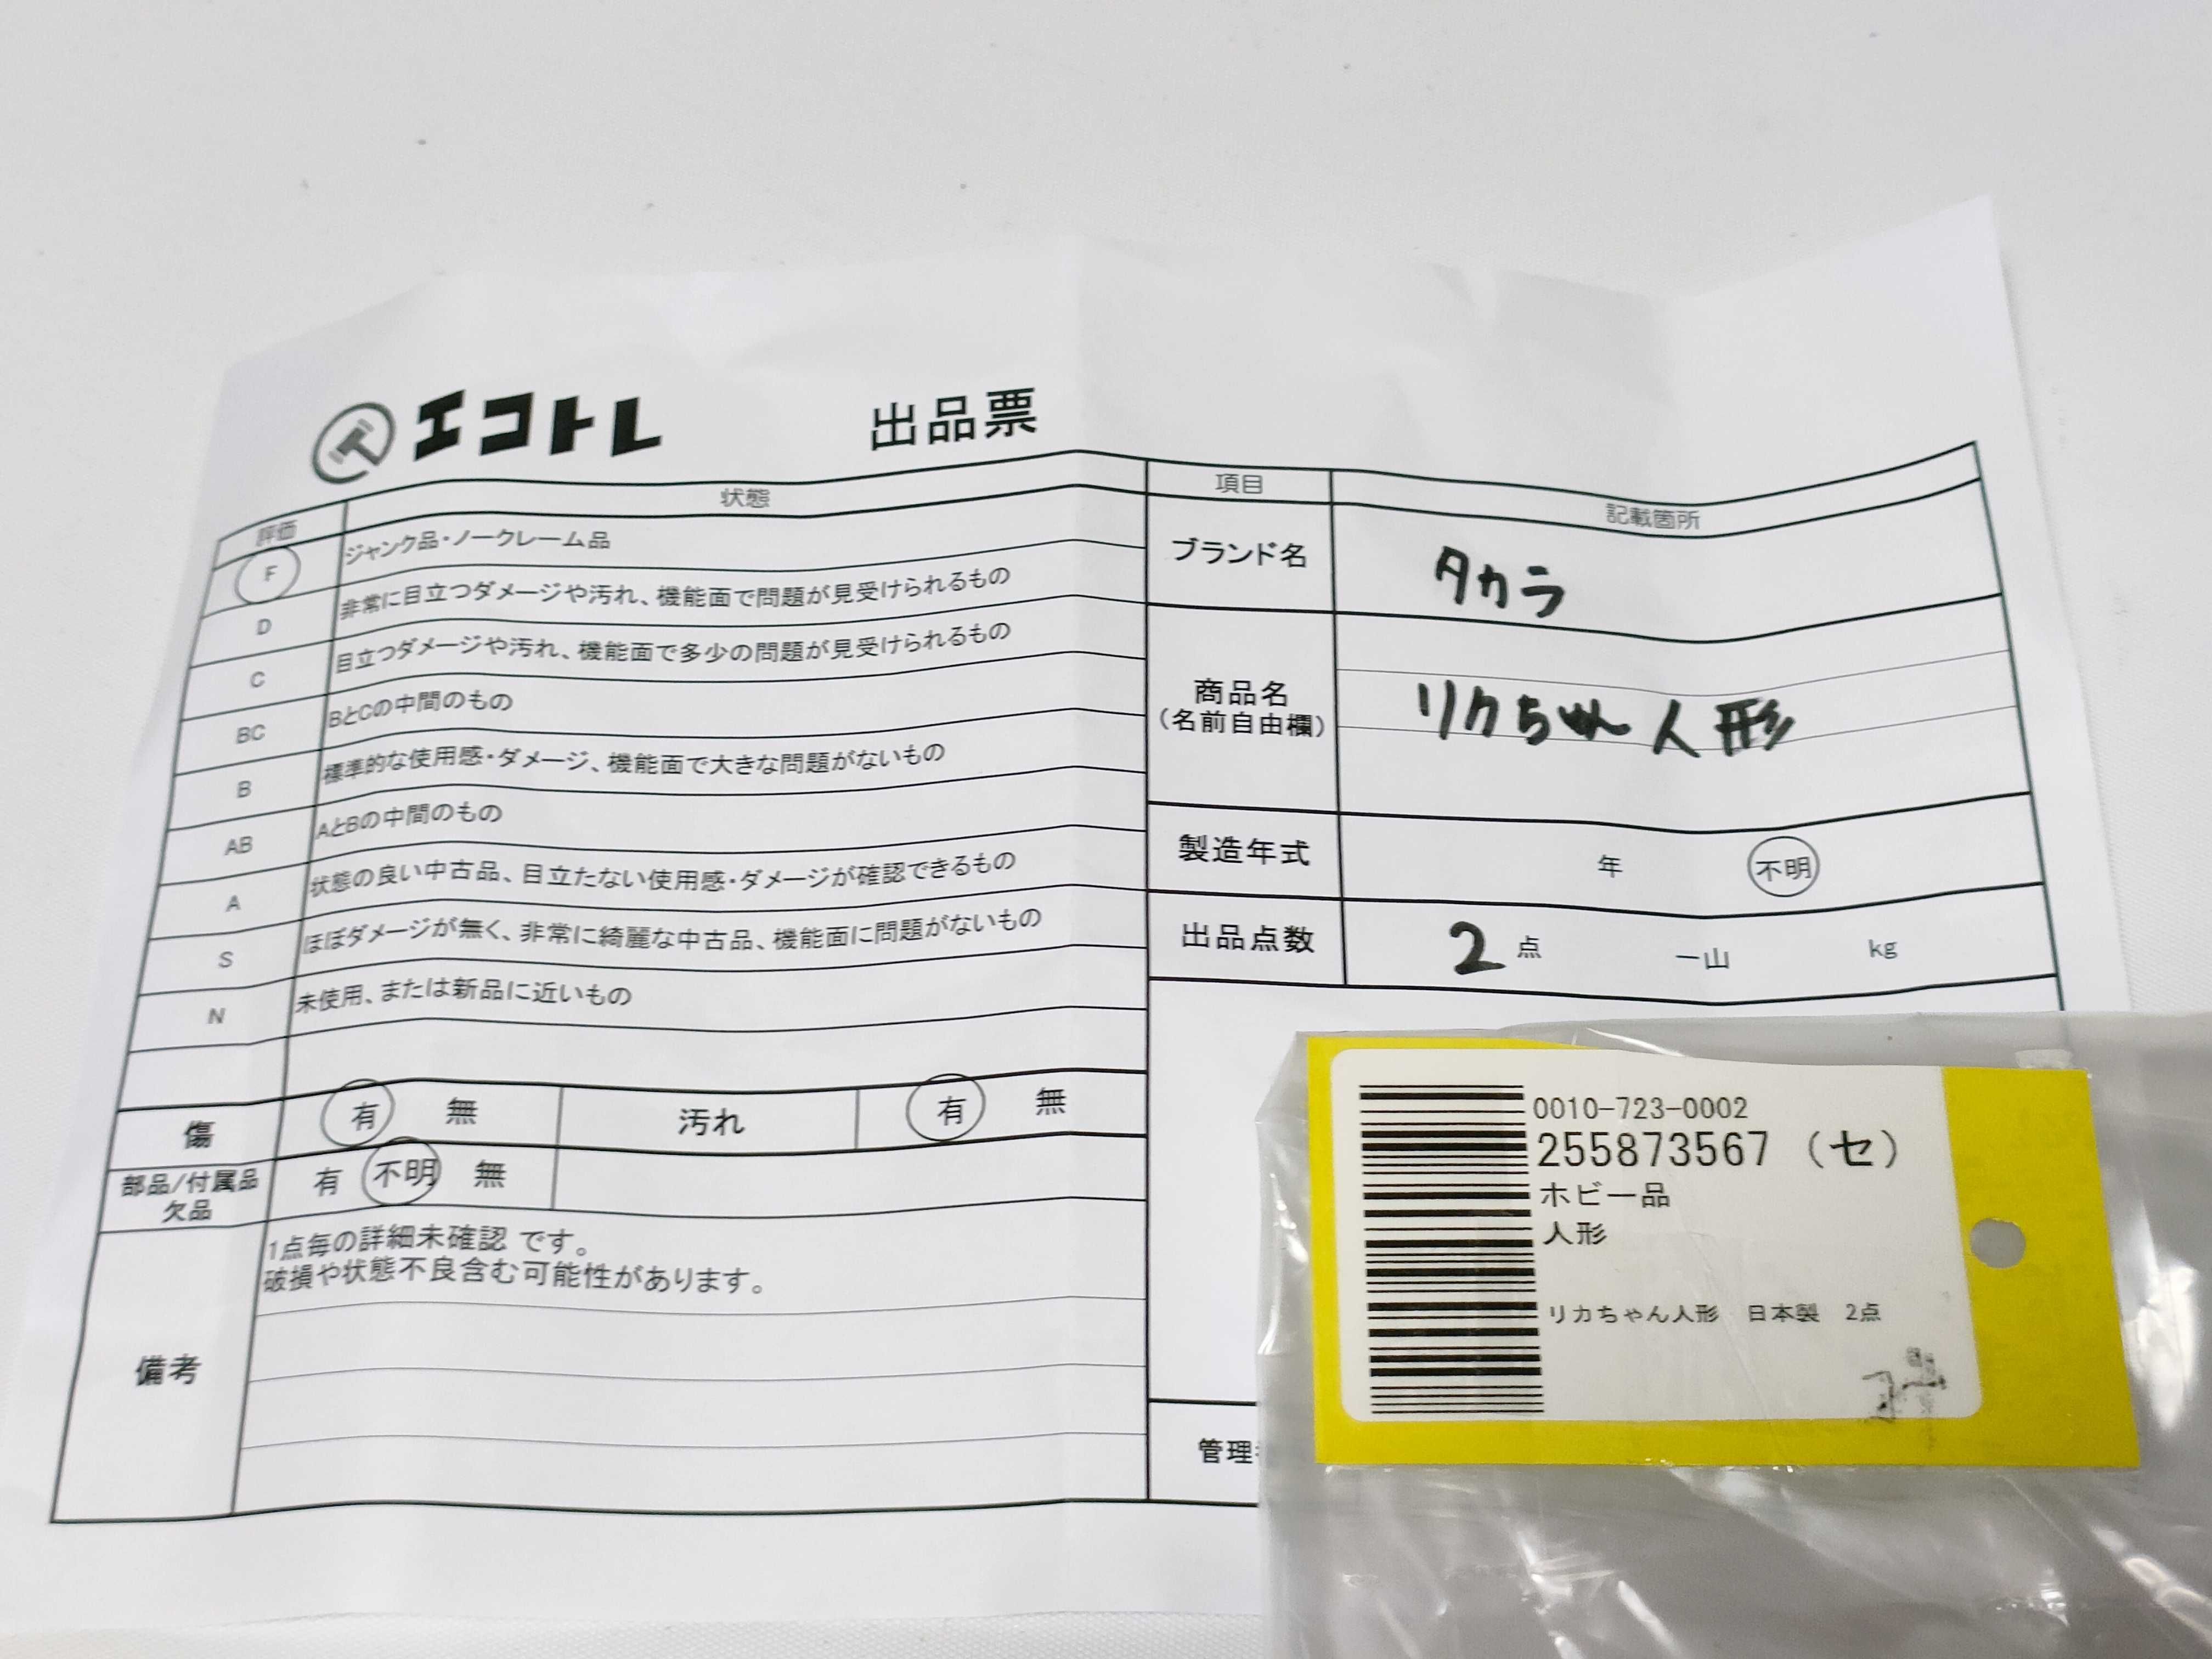 エコトレ 出品票
評価 状態
F ジャンク品・ノークレーム品
D 非常に目立つダメージや汚れ、機能面で問題が見受けられるもの
C 目立つダメージや汚れ、機能面で多少の問題が見受けられるもの
BC BとCの中間のもの
B 標準的な使用感・ダメージ、機能面で大きな問題がないもの
AB AとBの中間のもの
A 状態の良い中古品、目立たない使用感・ダメージが確認できるもの
S ほぼダメージが無く、非常に綺麗な中古品、機能面に問題がないもの
N 未使用、または新品に近いもの
傷 有 無 汚れ 有 無
部品/付属品
欠品 有 不明 無
備考
1点毎の詳細未確認 です。
破損や状態不良含む可能性があります。
項目 記載箇所
ブランド名 タカラ
商品名
(名前自由欄) リカちゃん人形
製造年式 年 不明
出品点数 2 点 一山 kg
管理
0010-723-0002
255873567 (セ)
ホビー品
人形
リカちゃん人形 日本製 2点